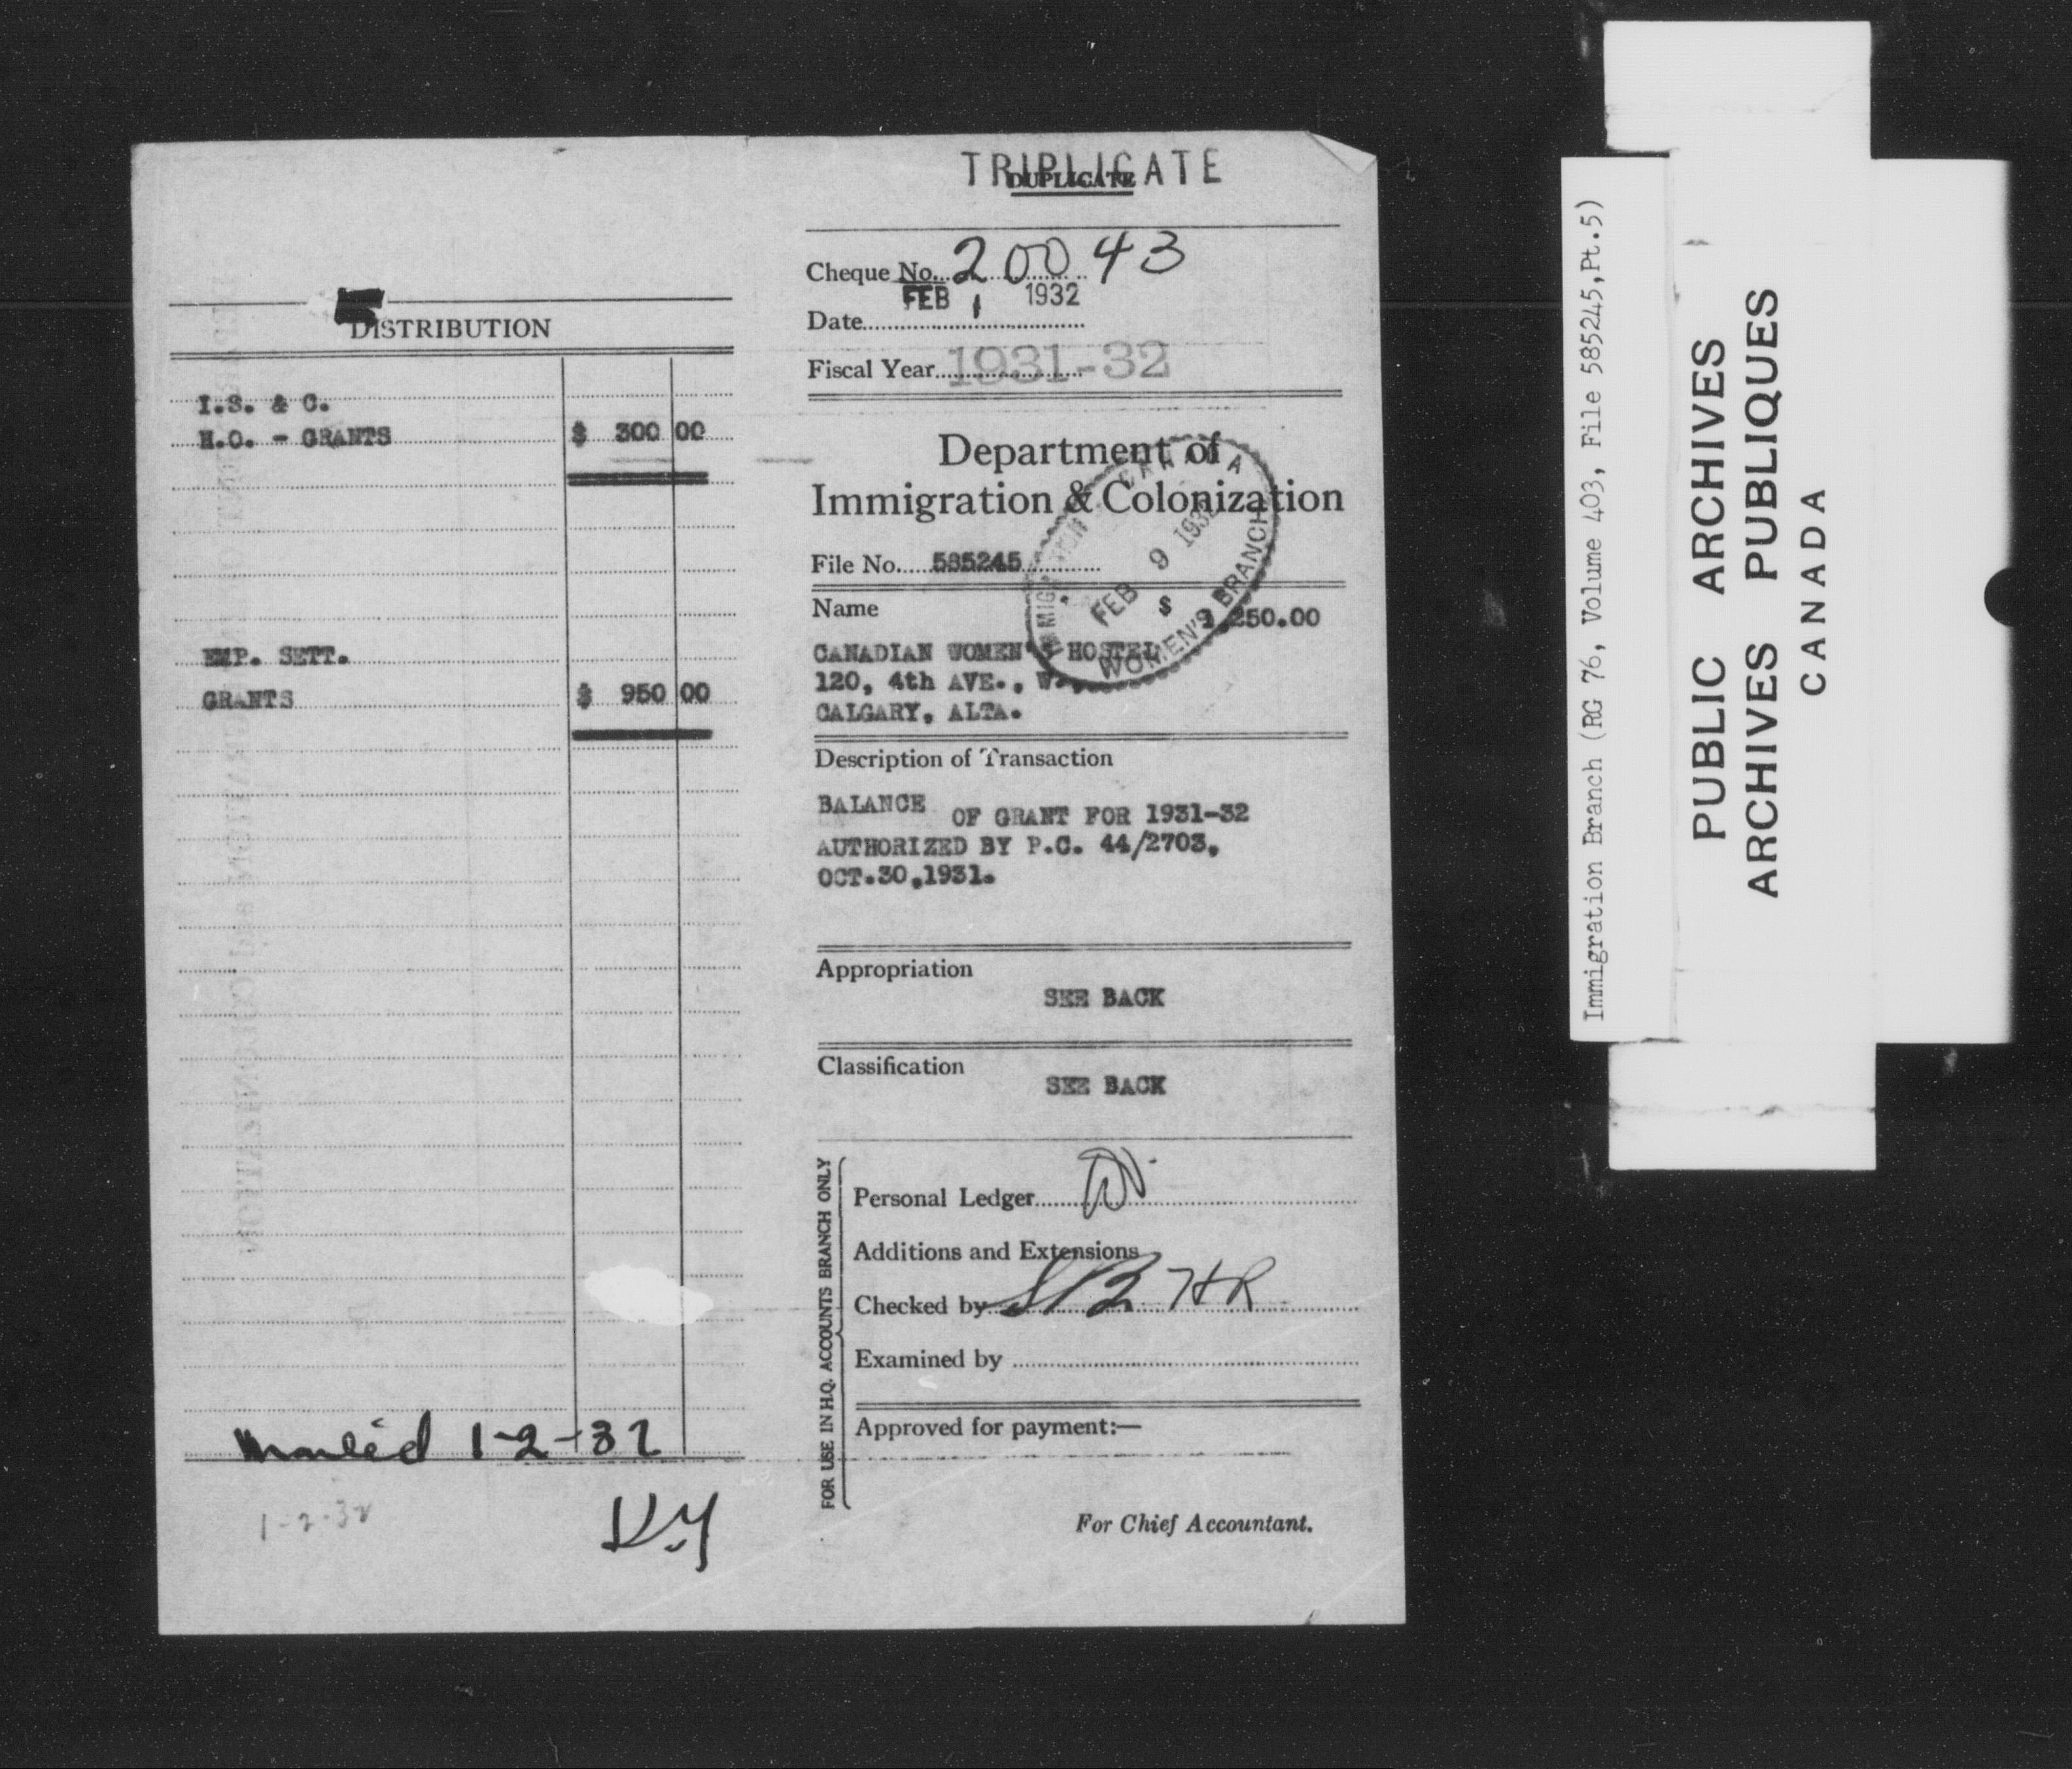 DISTRIBUTION
I.S. & C.
H.O. - GRANTS $ 300 00
EMP. SETT.
GRANTS $ 950 00
Mailed 1-2-32
1-2-32
TRIPLICATE
DUPLICATE
Cheque No. 20043
Date FEB 1 1932
Fiscal Year 1931-32
Department of
Immigration & Colonization
File No. 585245
Name
$ 1,250.00
CANADIAN WOMEN'S HOSTEL
120, 4th AVE., W.
CALGARY, ALTA.
IMMIGRATION CANADA
FEB 9 1932
WOMEN'S BRANCH
Description of Transaction
BALANCE OF GRANT FOR 1931-32
AUTHORIZED BY P.C. 44/2703,
OCT.30,1931.
Appropriation
SEE BACK
Classification
SEE BACK
FOR USE IN H.Q. ACCOUNTS BRANCH ONLY
Personal Ledger
Additions and Extensions
Checked by HR
Examined by
Approved for payment:—
For Chief Accountant.
Immigration Branch (RG 76, Volume 403, File 585245,Pt.5)
PUBLIC ARCHIVES
ARCHIVES PUBLIQUES
CANADA